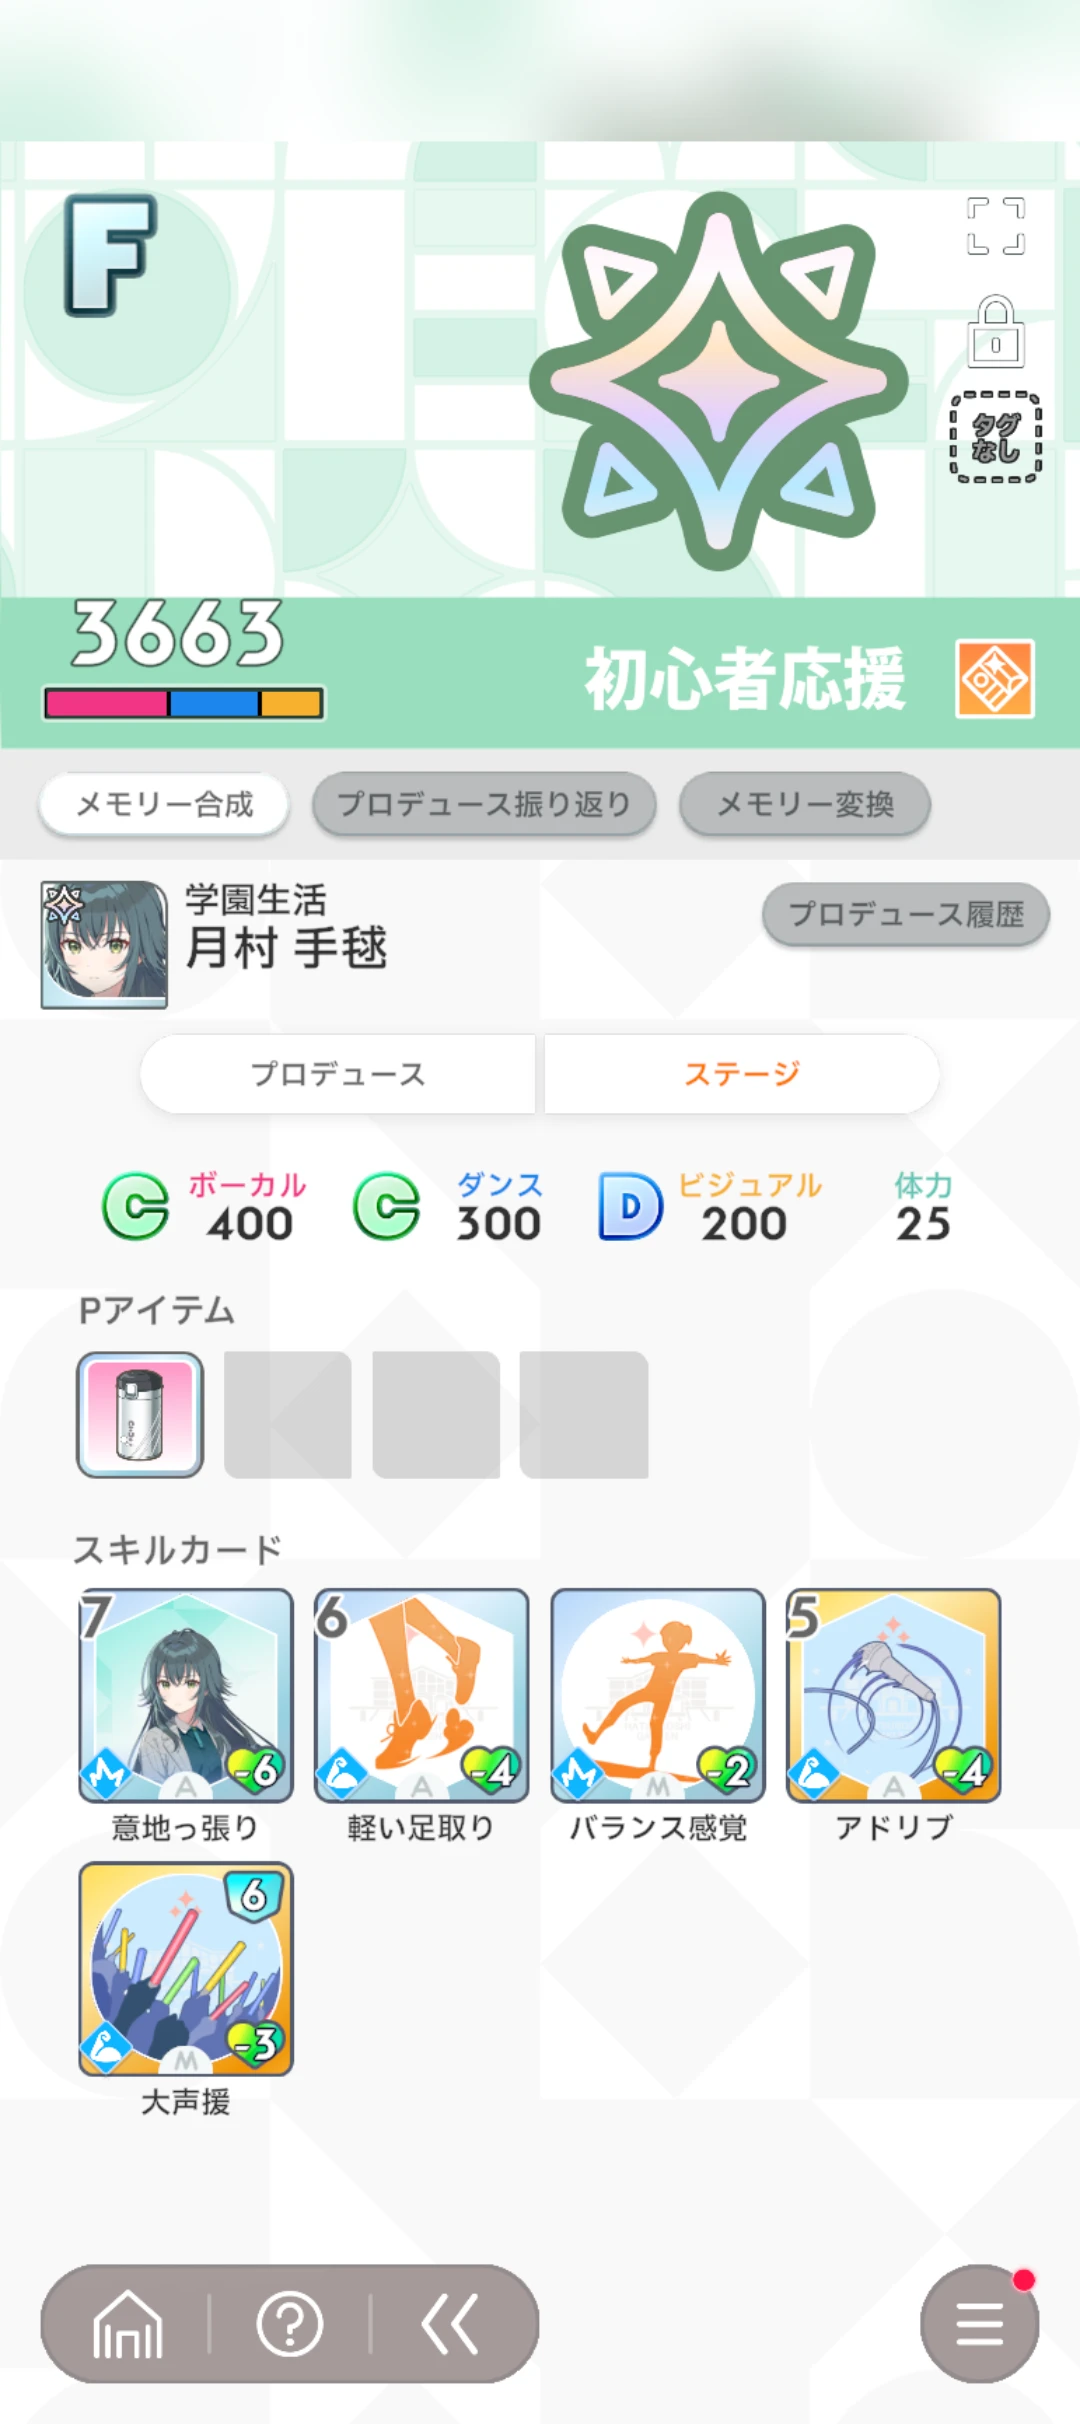 F
タグ
なし
3663
初心者応援
メモリー合成
プロデュース振り返り
メモリー変換
学園生活
月村 手毬
プロデュース履歴
プロデュース
ステージ
C ボーカル 400
C ダンス 300
D ビジュアル 200
体力 25
Pアイテム
スキルカード
7 A -6
意地っ張り
6 A -4
軽い足取り
M -2
バランス感覚
5 A -4
アドリブ
6 M -3
大声援